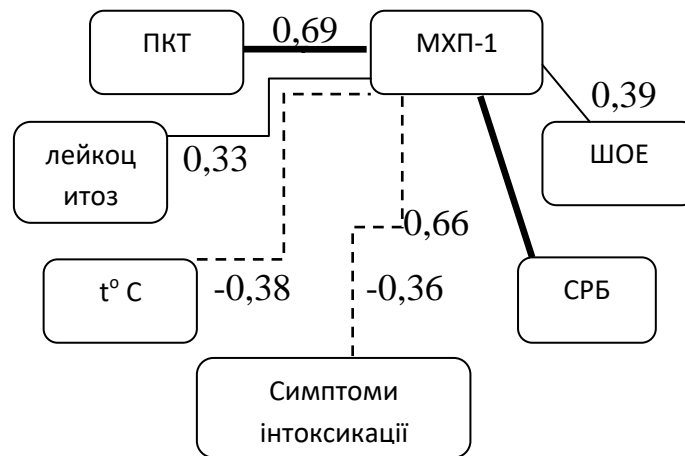 ПКТ
0,69
МХП-1
0,39
лейкоц
итоз
0,33
ШОЕ
0,66
t° C
-0,38
-0,36
СРБ
Симптоми
інтоксикації